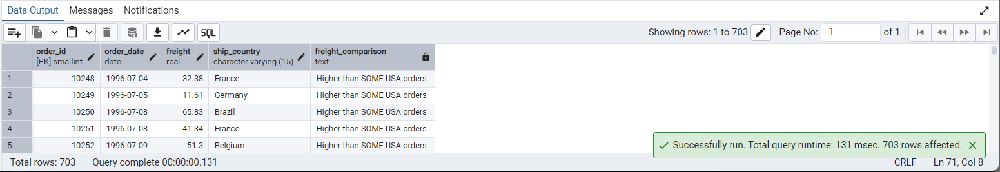 Data Output Messages Notifications
SQL Showing rows: 1 to 703 Page No: 1 of 1
order_id order_date freight ship_country freight_comparison
[PK] smallint date real character varying (15) text
1 10248 1996-07-04 32.38 France Higher than SOME USA orders
2 10249 1996-07-05 11.61 Germany Higher than SOME USA orders
3 10250 1996-07-08 65.83 Brazil Higher than SOME USA orders
4 10251 1996-07-08 41.34 France Higher than SOME USA orders
5 10252 1996-07-09 51.3 Belgium Higher than SOME USA orders
Successfully run. Total query runtime: 131 msec. 703 rows affected.
Total rows: 703 Query complete 00:00:00.131 CRLF Ln 71, Col 8